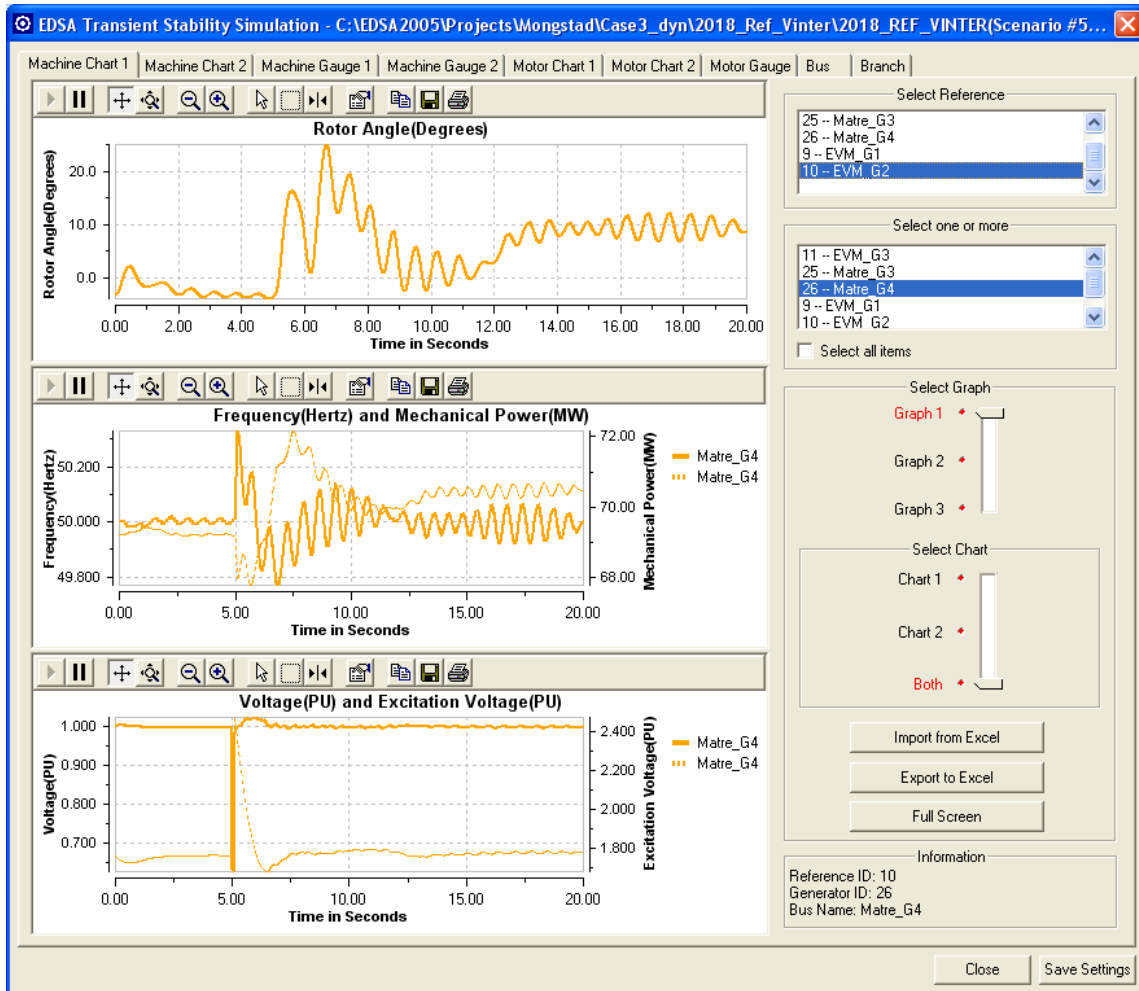 EDSA Transient Stability Simulation - C:\EDSA2005\Projects\Mongstad\Case3_dyn\2018_Ref_Vinter\2018_REF_VINTER(Scenario #5...
Machine Chart 1 Machine Chart 2 Machine Gauge 1 Machine Gauge 2 Motor Chart 1 Motor Chart 2 Motor Gauge Bus Branch
Rotor Angle(Degrees)
Rotor Angle(Degrees)
20.0
10.0
0.0
0.00 2.00 4.00 6.00 8.00 10.00 12.00 14.00 16.00 18.00 20.00
Time in Seconds
Frequency(Hertz) and Mechanical Power(MW)
Frequency(Hertz)
50.200
50.000
49.800
72.00
70.00
68.00
Mechanical Power(MW)
Matre_G4
Matre_G4
0.00 5.00 10.00 15.00 20.00
Time in Seconds
Voltage(PU) and Excitation Voltage(PU)
Voltage(PU)
1.000
0.900
0.800
0.700
2.400
2.200
2.000
1.800
Excitation Voltage(PU)
Matre_G4
Matre_G4
0.00 5.00 10.00 15.00 20.00
Time in Seconds
Select Reference
25 -- Matre_G3
26 -- Matre_G4
9 -- EVM_G1
10 -- EVM_G2
Select one or more
11 -- EVM_G3
25 -- Matre_G3
26 -- Matre_G4
9 -- EVM_G1
10 -- EVM_G2
Select all items
Select Graph
Graph 1
Graph 2
Graph 3
Select Chart
Chart 1
Chart 2
Both
Import from Excel
Export to Excel
Full Screen
Information
Reference ID: 10
Generator ID: 26
Bus Name: Matre_G4
Close Save Settings